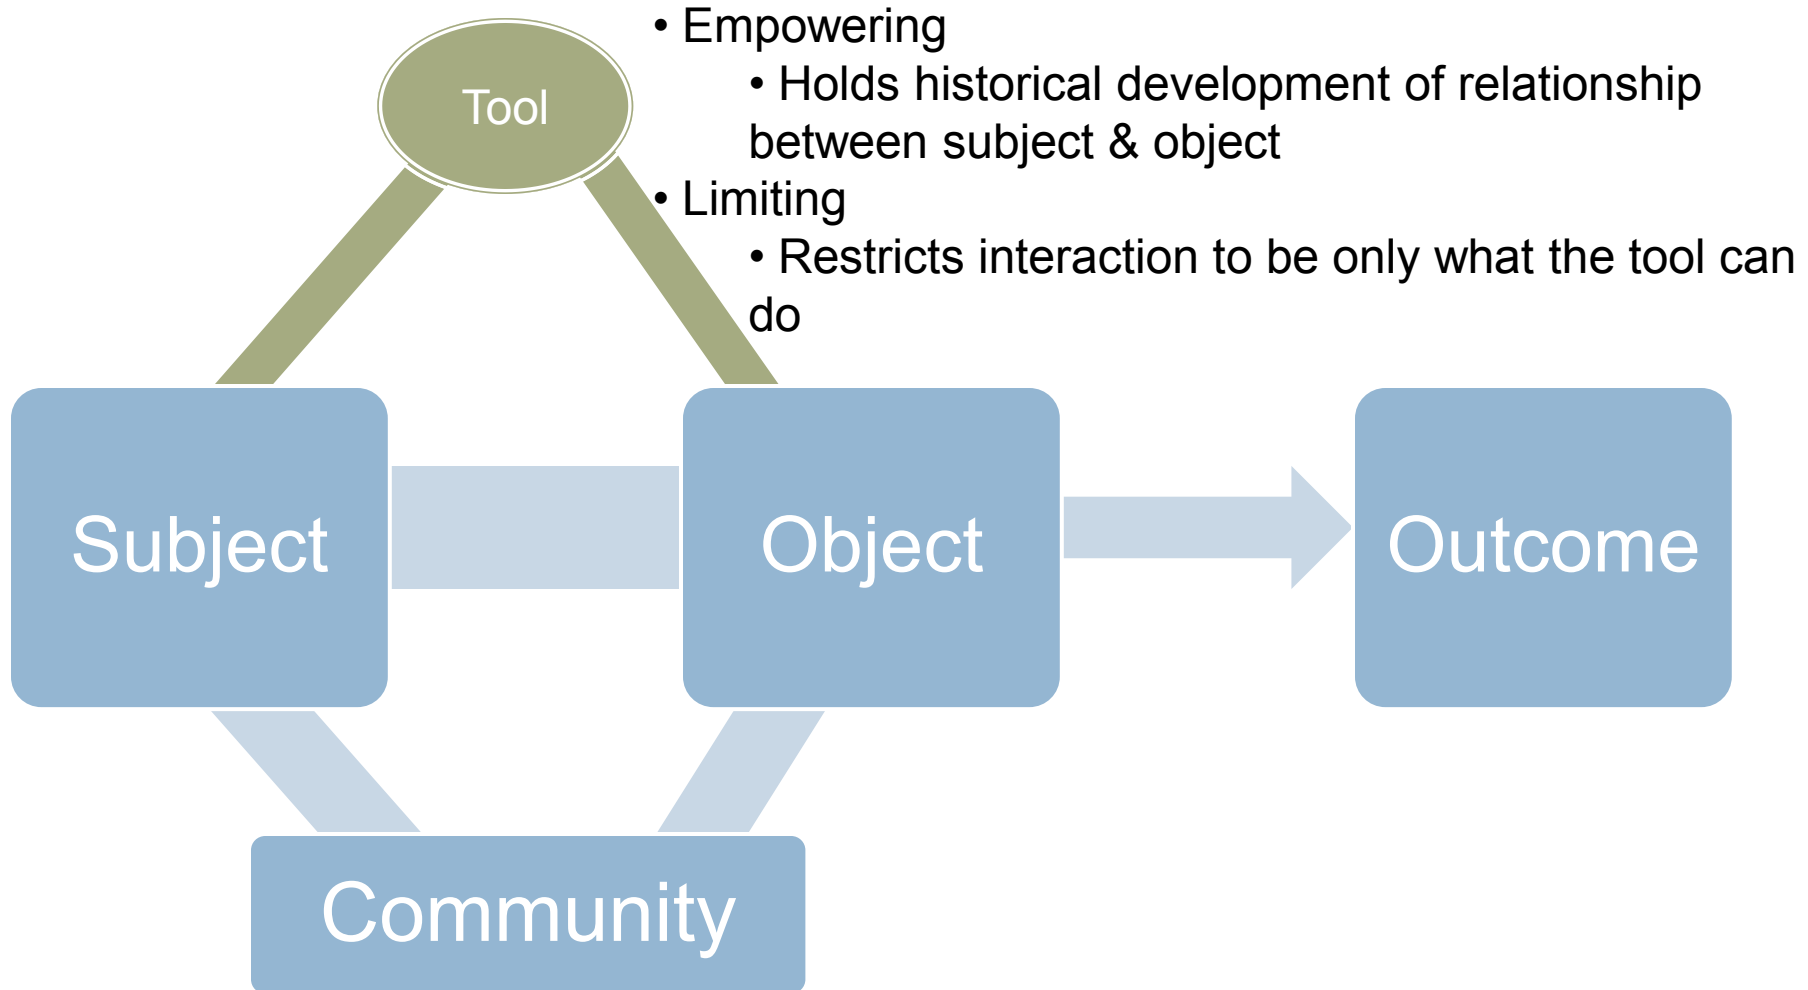 • Empowering
• Holds historical development of relationship
between subject & object
• Limiting
• Restricts interaction to be only what the tool can
do
Tool
Subject
Object
Outcome
Community